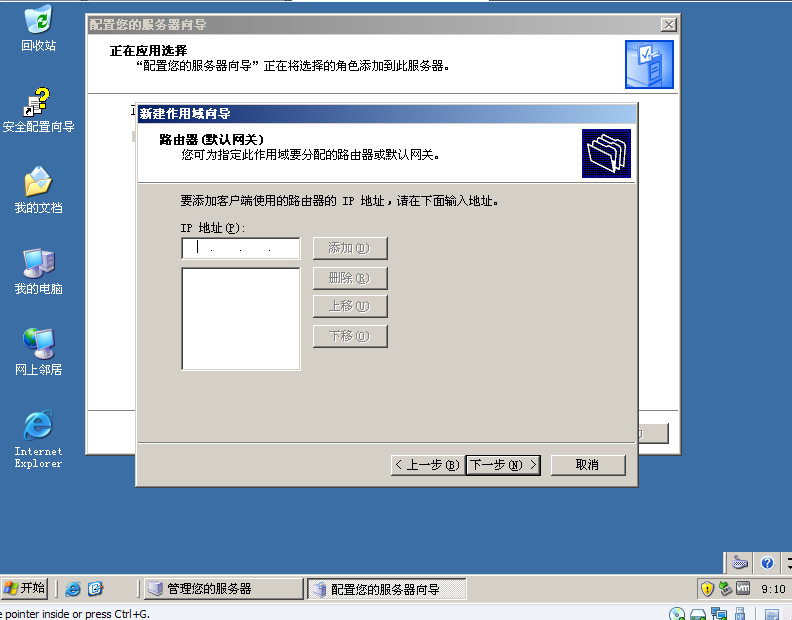 回收站
安全配置向导
我的文档
我的电脑
网上邻居
Internet
Explorer
配置您的服务器向导
正在应用选择
“配置您的服务器向导”正在将选择的角色添加到此服务器。
新建作用域向导
路由器(默认网关)
您可为指定此作用域要分配的路由器或默认网关。
要添加客户端使用的路由器的 IP 地址，请在下面输入地址。
IP 地址(P):
. . .
添加(D)
删除(R)
上移(U)
下移(O)
< 上一步(B)
下一步(N) >
取消
开始
管理您的服务器
配置您的服务器向导
9:10
e pointer inside or press Ctrl+G.